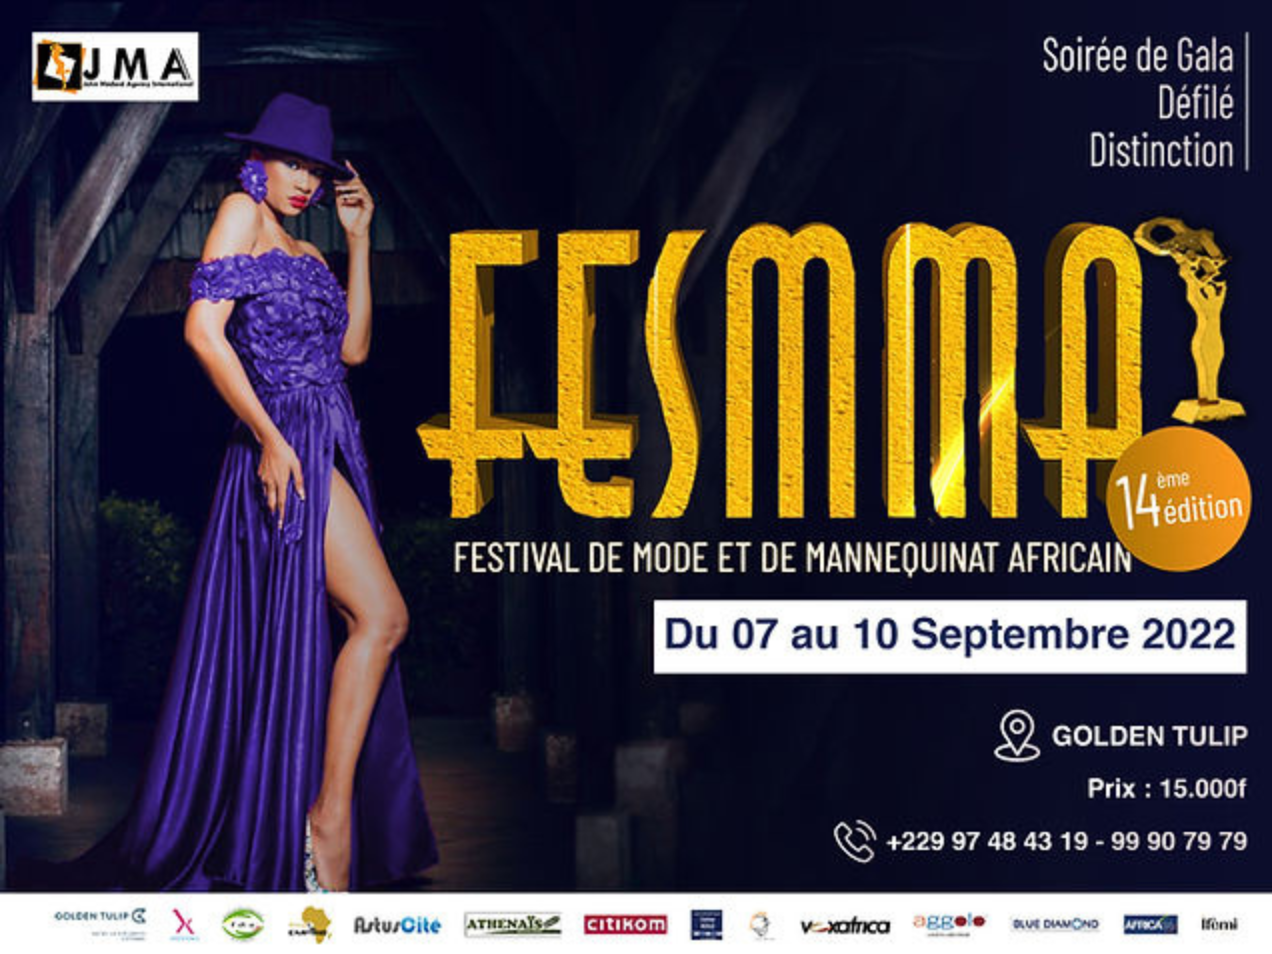 JMA
Soirée de Gala
Défilé
Distinction
FESMMA
14ème édition
FESTIVAL DE MODE ET DE MANNEQUINAT AFRICAIN
Du 07 au 10 Septembre 2022
GOLDEN TULIP
Prix : 15.000f
+229 97 48 43 19 - 99 90 79 79
GOLDEN TULIP
ArtusCité
ATHENAÏS
CITIKOM
voxafrica
aggolo
BLUE DIAMOND
AFRICA
Ifèmi